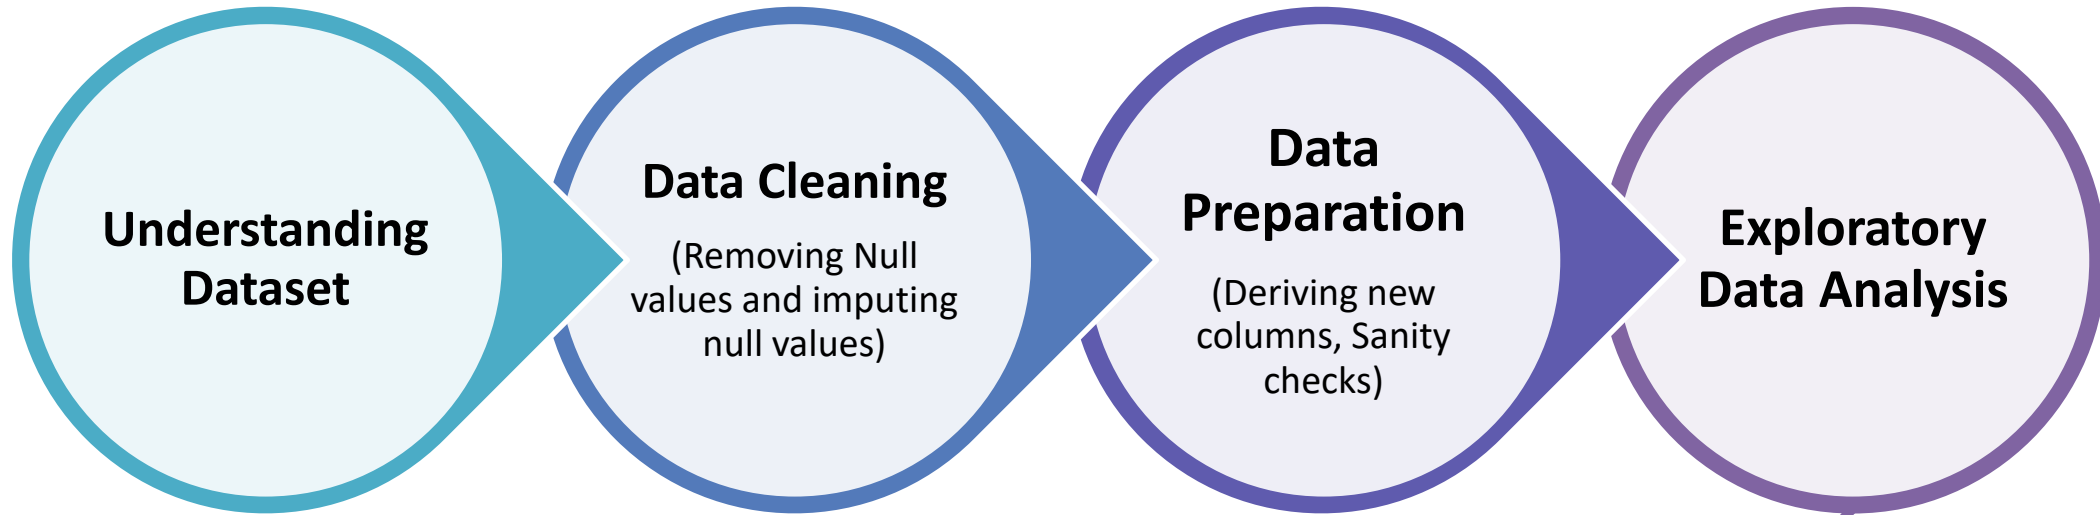 Understanding
Dataset
Data Cleaning
(Removing Null
values and imputing
null values)
Data
Preparation
(Deriving new
columns, Sanity
checks)
Exploratory
Data Analysis